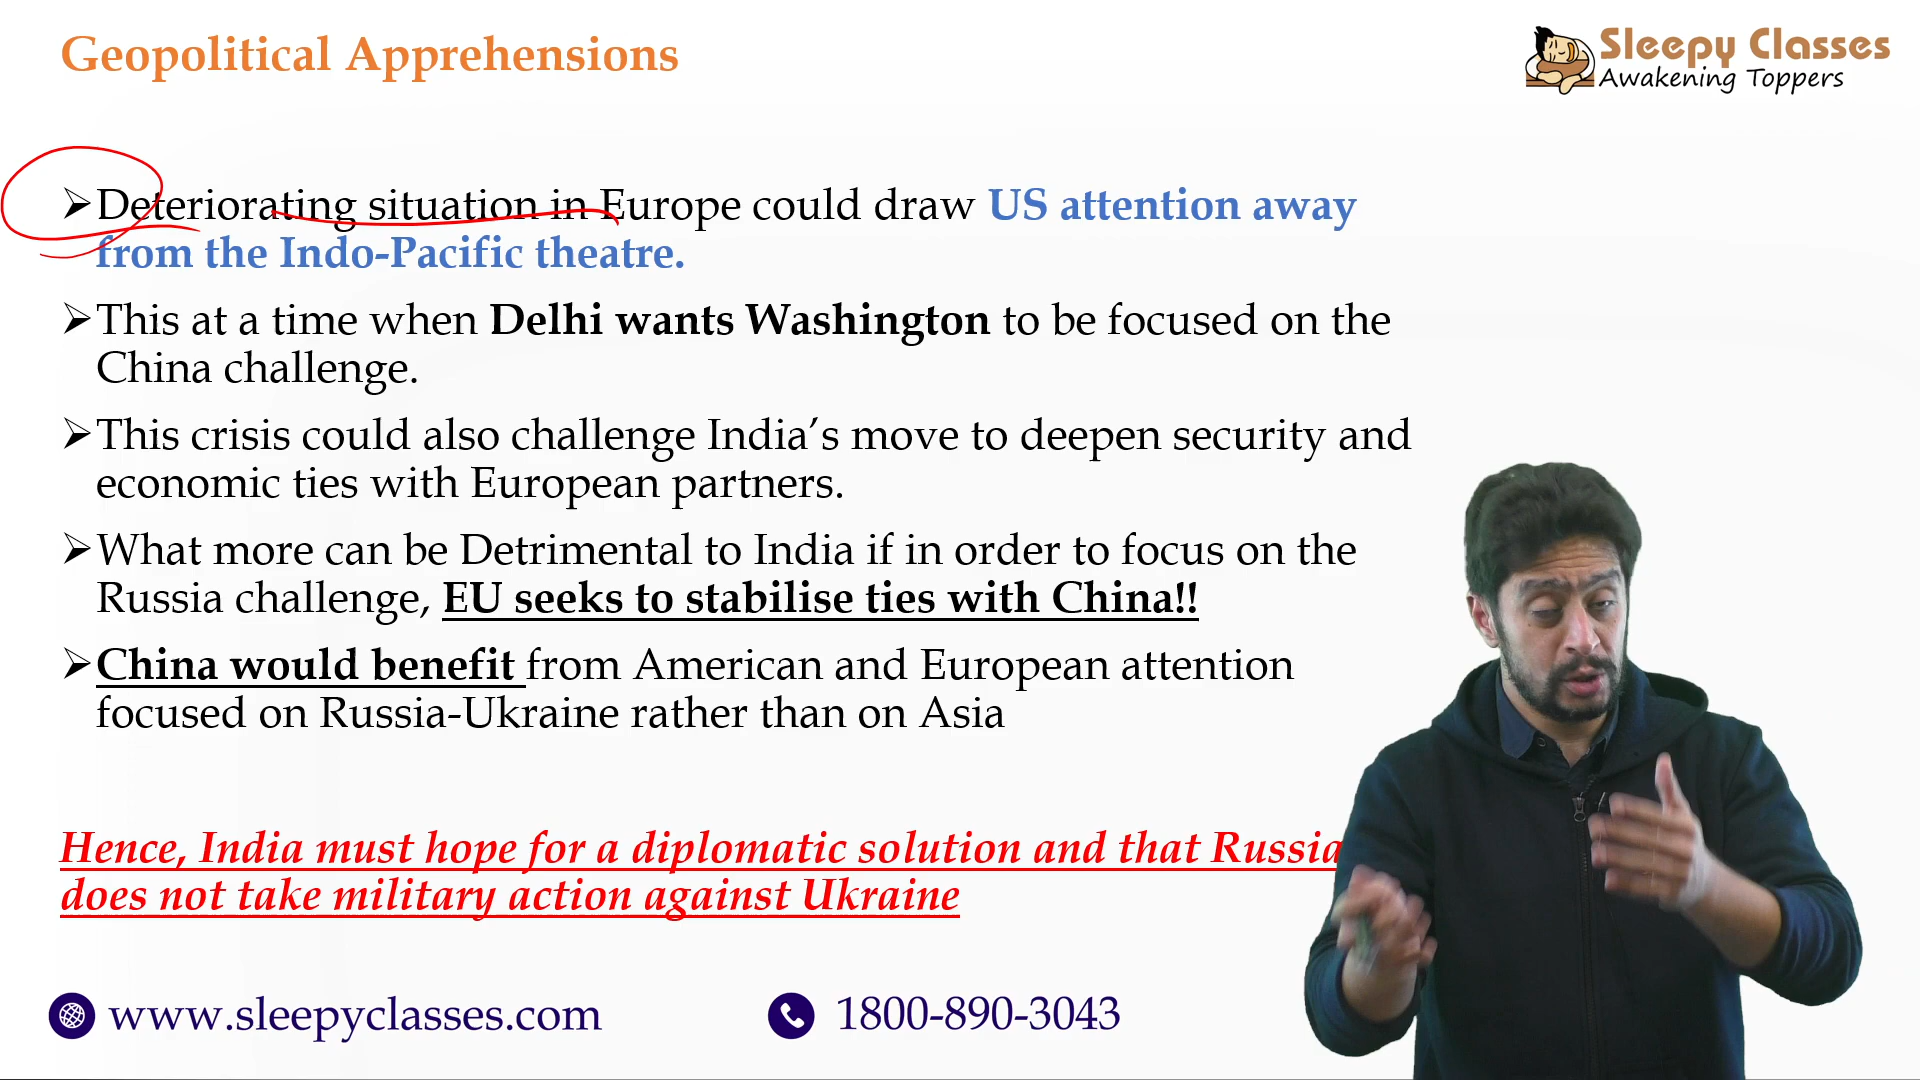 Geopolitical Apprehensions
Sleepy Classes
Awakening Toppers
➢Deteriorating situation in Europe could draw US attention away
from the Indo-Pacific theatre.
➢This at a time when Delhi wants Washington to be focused on the
China challenge.
➢This crisis could also challenge India’s move to deepen security and
economic ties with European partners.
➢What more can be Detrimental to India if in order to focus on the
Russia challenge, EU seeks to stabilise ties with China!!
➢China would benefit from American and European attention
focused on Russia-Ukraine rather than on Asia
Hence, India must hope for a diplomatic solution and that Russia
does not take military action against Ukraine
www.sleepyclasses.com
1800-890-3043